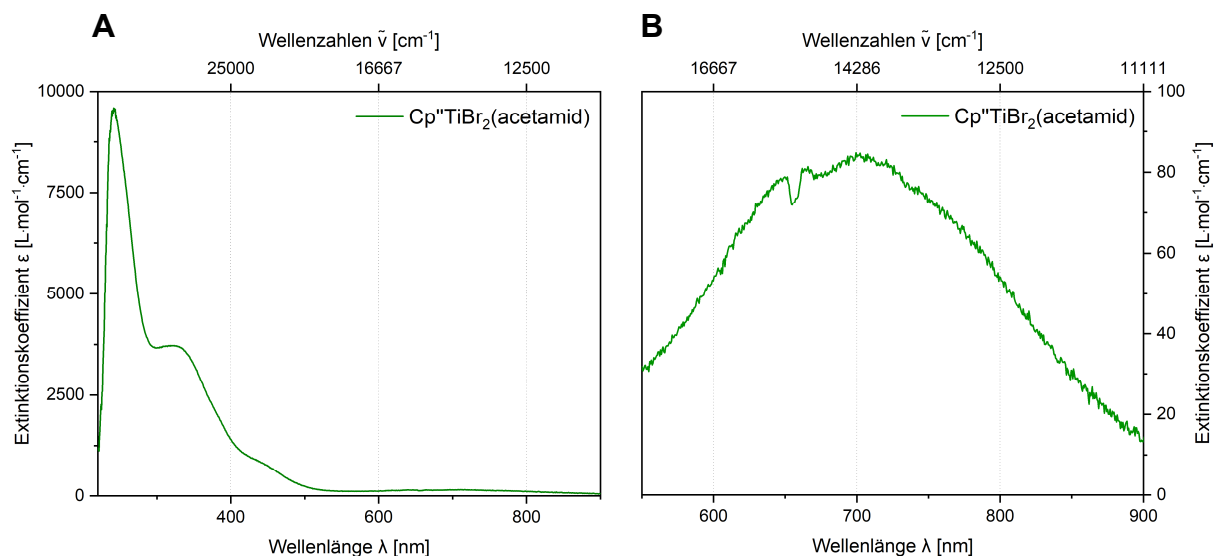 A
Wellenzahlen ṽ [cm⁻¹]
25000 16667 12500
10000
7500
5000
2500
0
Cp"TiBr₂(acetamid)
Extinktionskoeffizient ε [L·mol⁻¹·cm⁻¹]
400 600 800
Wellenlänge λ [nm]
B
Wellenzahlen ṽ [cm⁻¹]
16667 14286 12500 11111
Cp"TiBr₂(acetamid)
100
80
60
40
20
0
Extinktionskoeffizient ε [L·mol⁻¹·cm⁻¹]
600 700 800 900
Wellenlänge λ [nm]